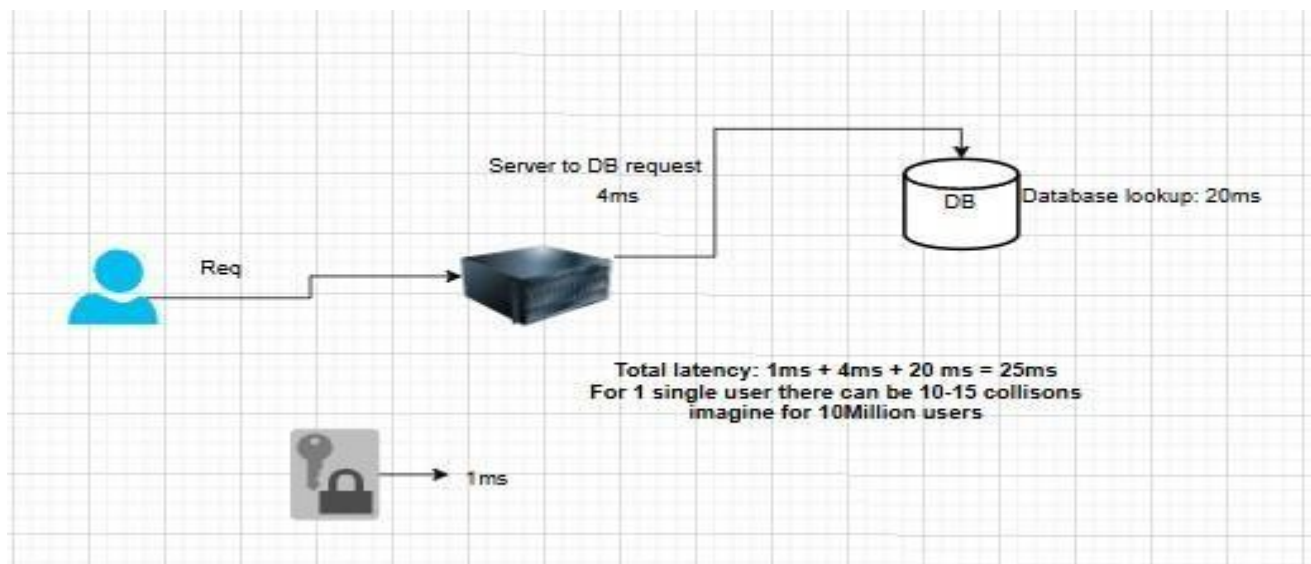 Server to DB request
4ms
DB
Database lookup: 20ms
Req
Total latency: 1ms + 4ms + 20 ms = 25ms
For 1 single user there can be 10-15 collisons
imagine for 10Million users
1ms